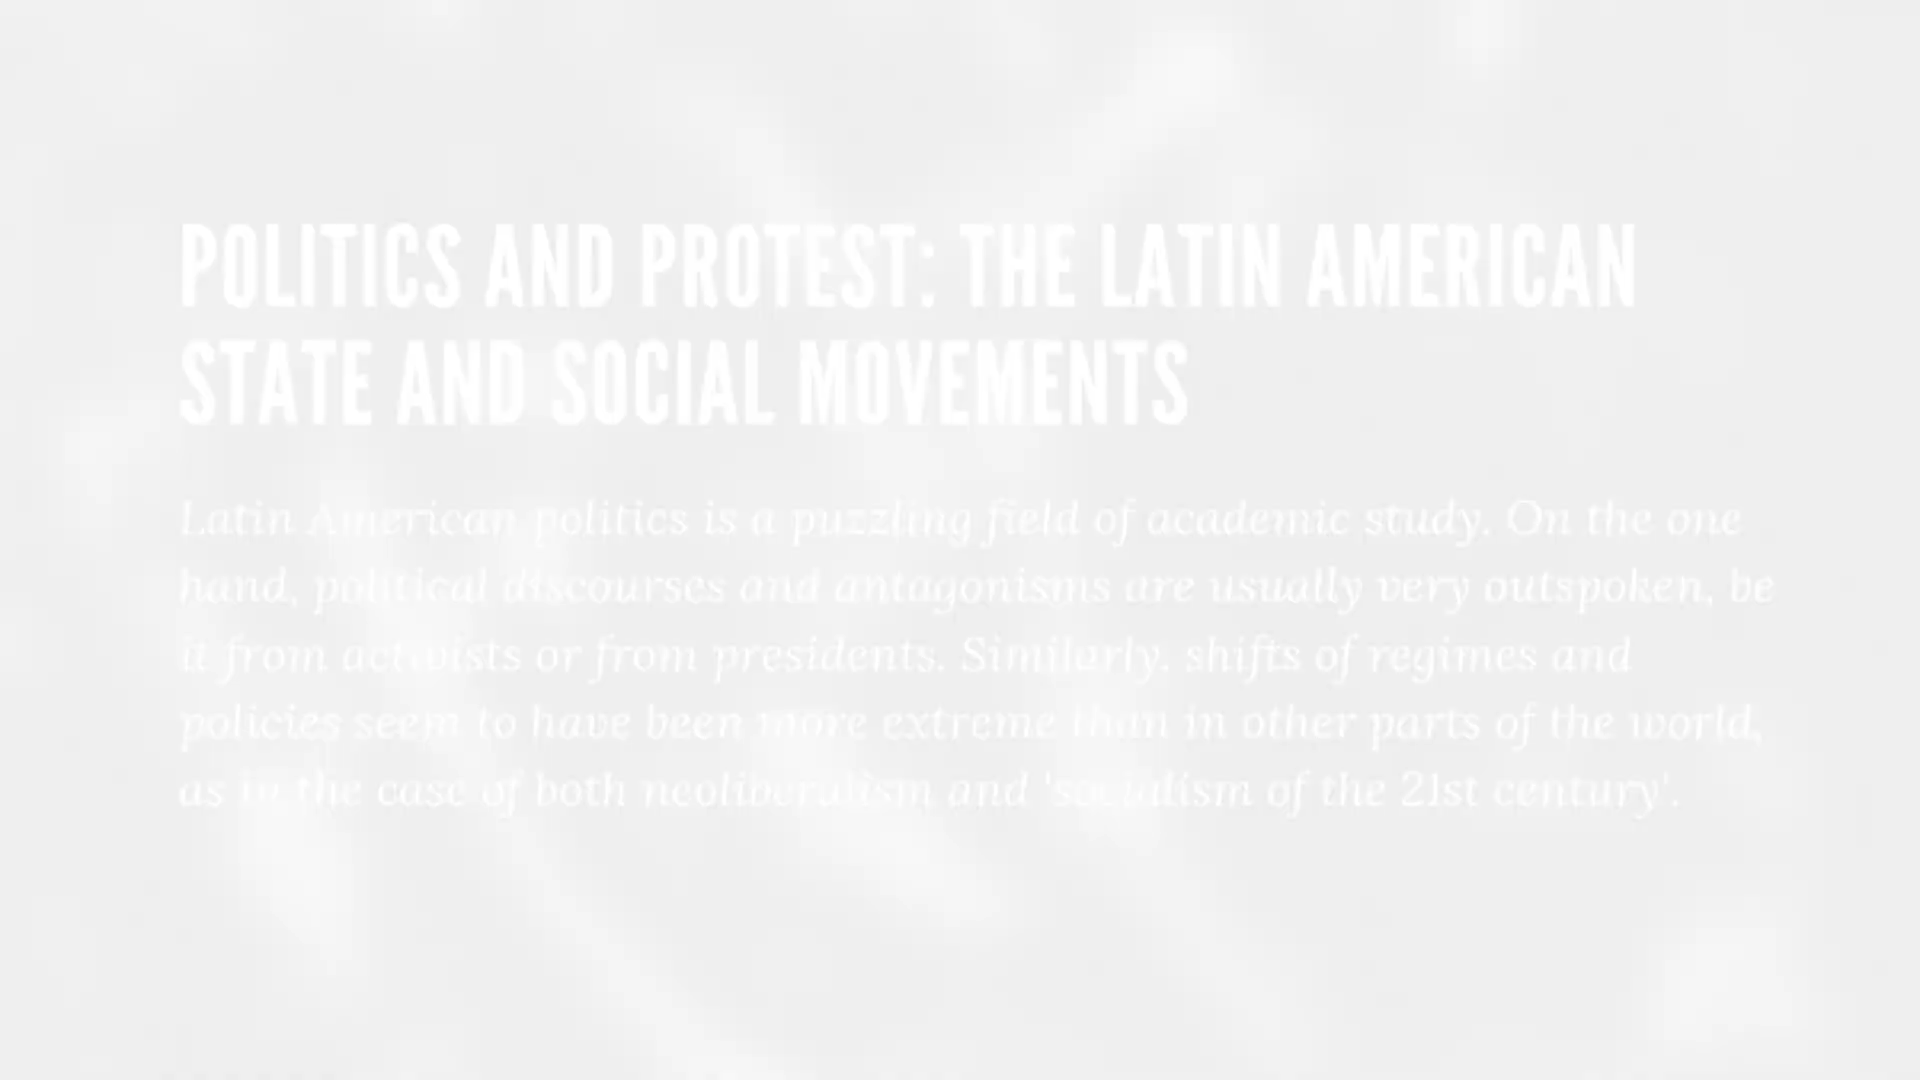 POLITICS AND PROTEST: THE LATIN AMERICAN
STATE AND SOCIAL MOVEMENTS
Latin American politics is a puzzling field of academic study. On the one
hand, political discourses and antagonisms are usually very outspoken, be
it from activists or from presidents. Similarly, shifts of regimes and
policies seem to have been more extreme than in other parts of the world,
as in the case of both neoliberalism and 'socialism of the 21st century'.